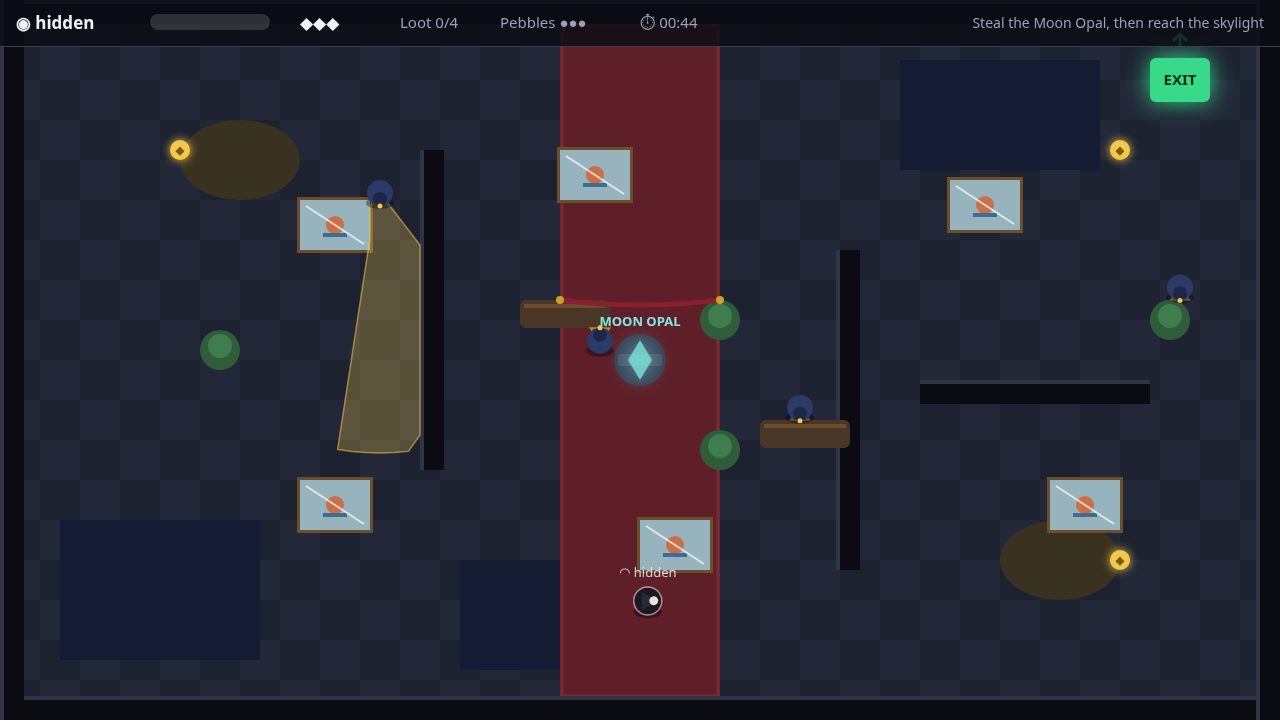 ◉ hidden
◆◆◆
Loot 0/4
Pebbles ●●●
⏱ 00:44
Steal the Moon Opal, then reach the skylight
EXIT
MOON OPAL
◠ hidden